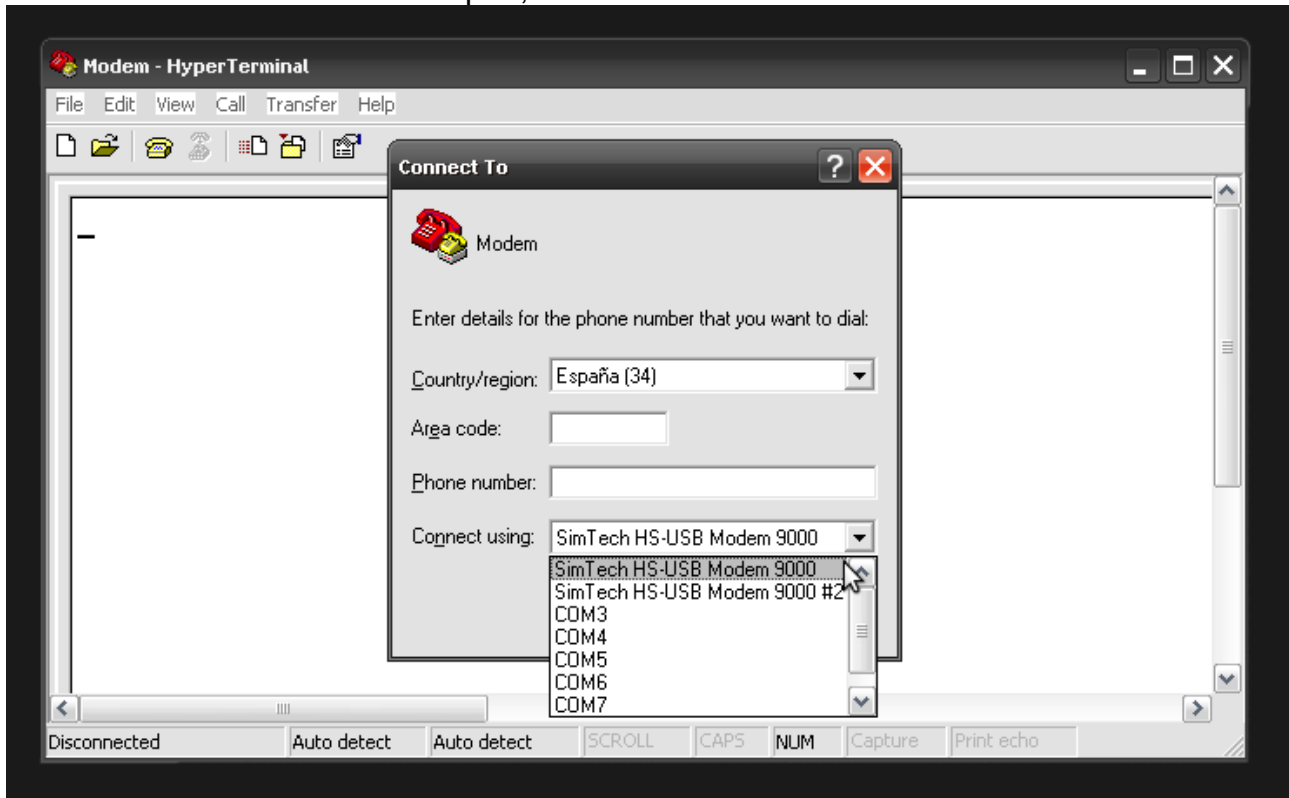 Modem - HyperTerminal
File Edit View Call Transfer Help
Connect To
Modem
Enter details for the phone number that you want to dial:
Country/region: España (34)
Area code:
Phone number:
Connect using: SimTech HS-USB Modem 9000
SimTech HS-USB Modem 9000
SimTech HS-USB Modem 9000 #2
COM3
COM4
COM5
COM6
COM7
Disconnected Auto detect Auto detect SCROLL CAPS NUM Capture Print echo